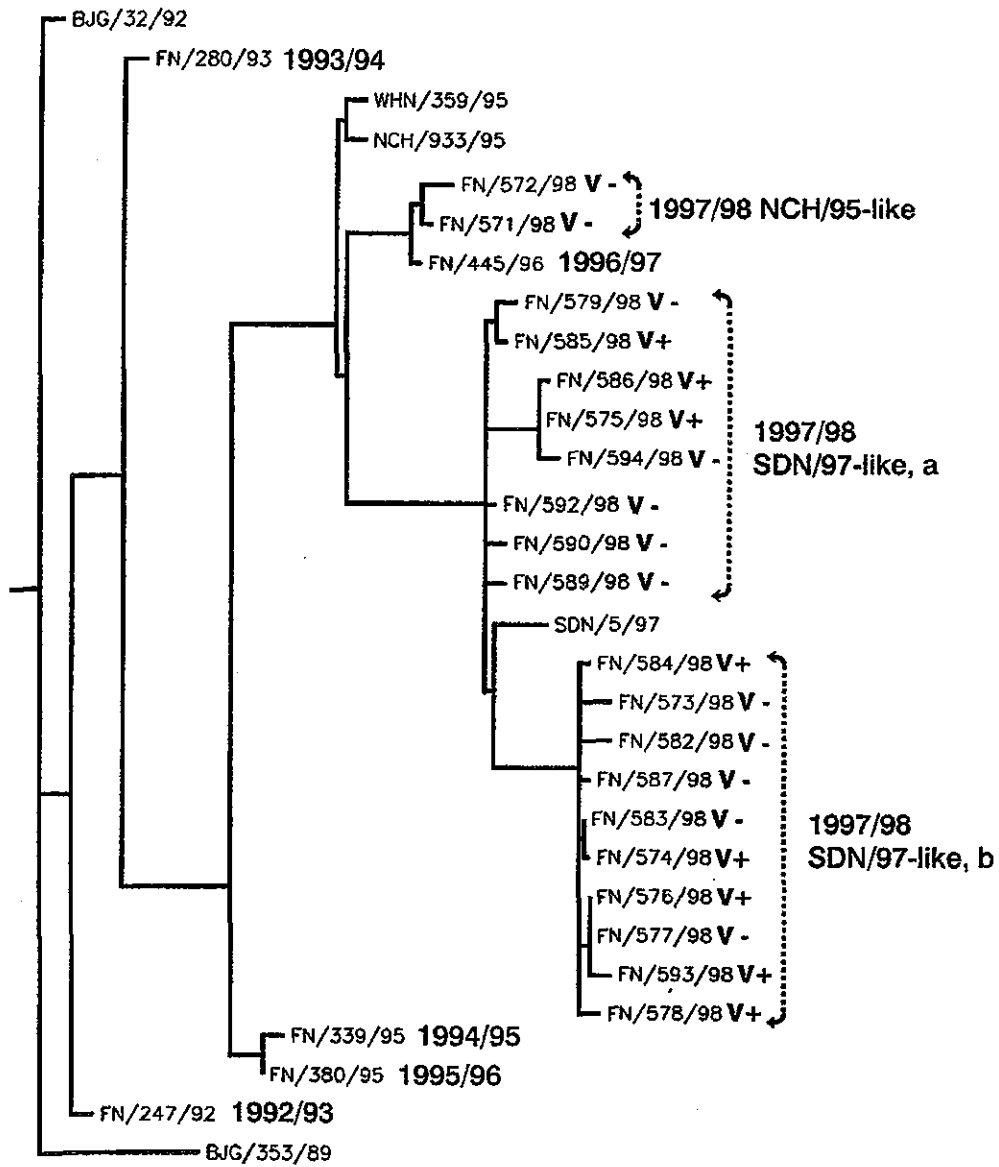 BJG/32/92
FN/280/93 1993/94
WHN/359/95
NCH/933/95
FN/572/98 V -
1997/98 NCH/95-like
FN/571/98 V -
FN/445/96 1996/97
FN/579/98 V -
FN/585/98 V+
FN/586/98 V+
FN/575/98 V+
1997/98
SDN/97-like, a
FN/594/98 V -
FN/592/98 V -
FN/590/98 V -
FN/589/98 V -
SDN/5/97
FN/584/98 V+
FN/573/98 V -
FN/582/98 V -
FN/587/98 V -
FN/583/98 V -
1997/98
SDN/97-like, b
FN/574/98 V+
FN/576/98 V+
FN/577/98 V -
FN/593/98 V+
FN/578/98 V+
FN/339/95 1994/95
FN/380/95 1995/96
FN/247/92 1992/93
BJG/353/89